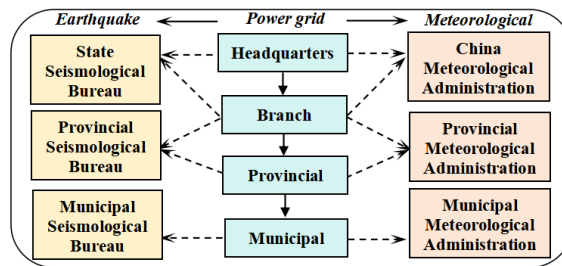 Earthquake Power grid Meteorological
State
Seismological
Bureau
Headquarters
China
Meteorological
Administration
Branch
Provincial
Seismological
Bureau
Provincial
Meteorological
Administration
Provincial
Municipal
Seismological
Bureau
Municipal
Municipal
Meteorological
Administration